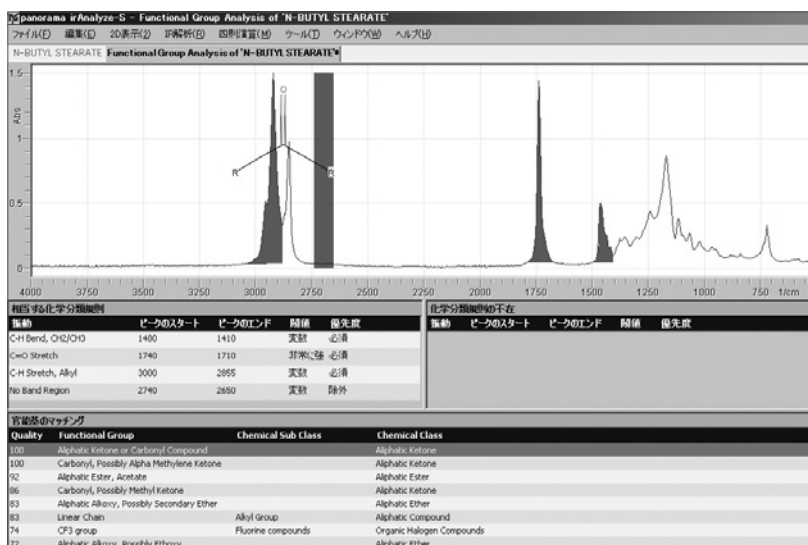 panorama irAnalyze-S - Functional Group Analysis of 'N-BUTYL STEARATE'
ファイル(F) 編集(E) 2D表示(2) IR解析(R) 四則演算(M) ツール(T) ウィンドウ(W) ヘルプ(H)
N-BUTYL STEARATE Functional Group Analysis of 'N-BUTYL STEARATE'*
1.5
Abs
1
0.5
0
O
R R
4000 3750 3500 3250 3000 2750 2500 2250 2000 1750 1500 1250 1000 750 1/cm
相当する化学分類規則
振動 ピークのスタート ピークのエンド 閾値 優先度
C-H Bend, CH2/CH3 1480 1410 変数 必須
C=O Stretch 1740 1710 非常に強 必須
C-H Stretch, Alkyl 3000 2855 変数 必須
No Band Region 2740 2650 変数 除外
化学分類規則の不在
振動 ピークのスタート ピークのエンド 閾値 優先度
官能基のマッチング
Quality Functional Group Chemical Sub Class Chemical Class
100 Aliphatic Ketone or Carbonyl Compound Aliphatic Ketone
100 Carbonyl, Possibly Alpha Methylene Ketone Aliphatic Ketone
92 Aliphatic Ester, Acetate Aliphatic Ester
86 Carbonyl, Possibly Methyl Ketone Aliphatic Ketone
83 Aliphatic Alkoxy, Possibly Secondary Ether Aliphatic Ether
83 Linear Chain Alkyl Group Aliphatic Compound
74 CF3 group Fluorine compounds Organic Halogen Compounds
72 Aliphatic Alkoxy, Possibly Ethoxy Aliphatic Ether